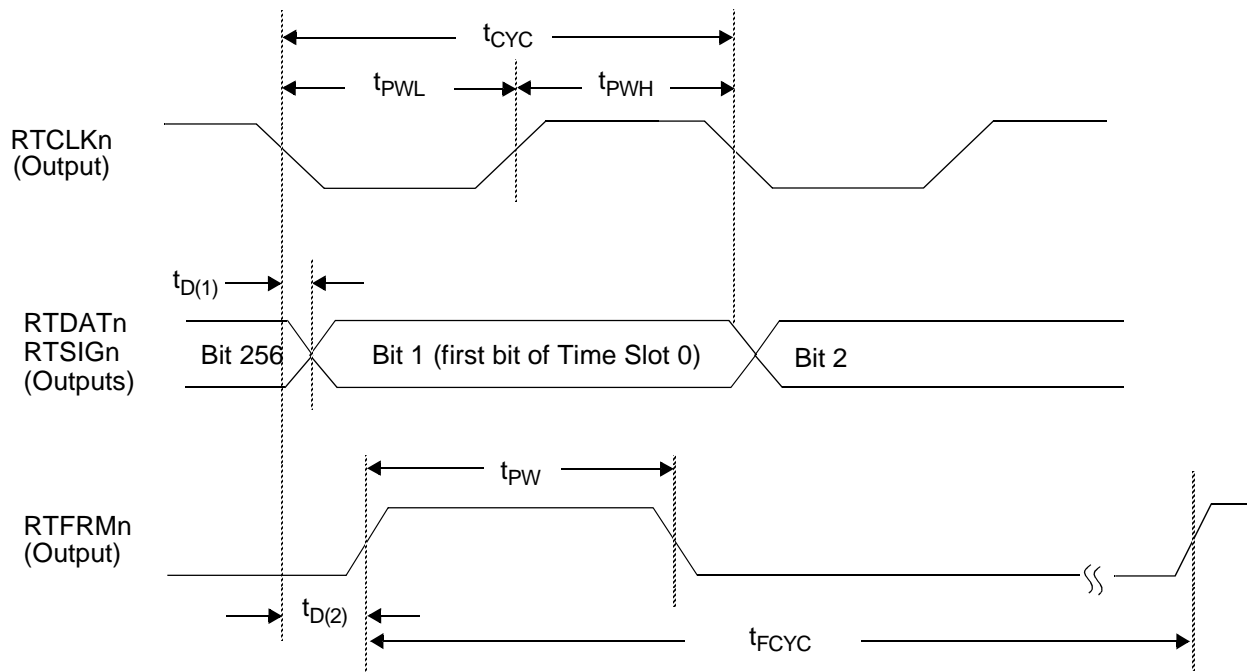 tCYC
tPWL
tPWH
RTCLKn
(Output)
tD(1)
RTDATn
RTSIGn
(Outputs)
Bit 256
Bit 1 (first bit of Time Slot 0)
Bit 2
tPW
RTFRMn
(Output)
tD(2)
tFCYC